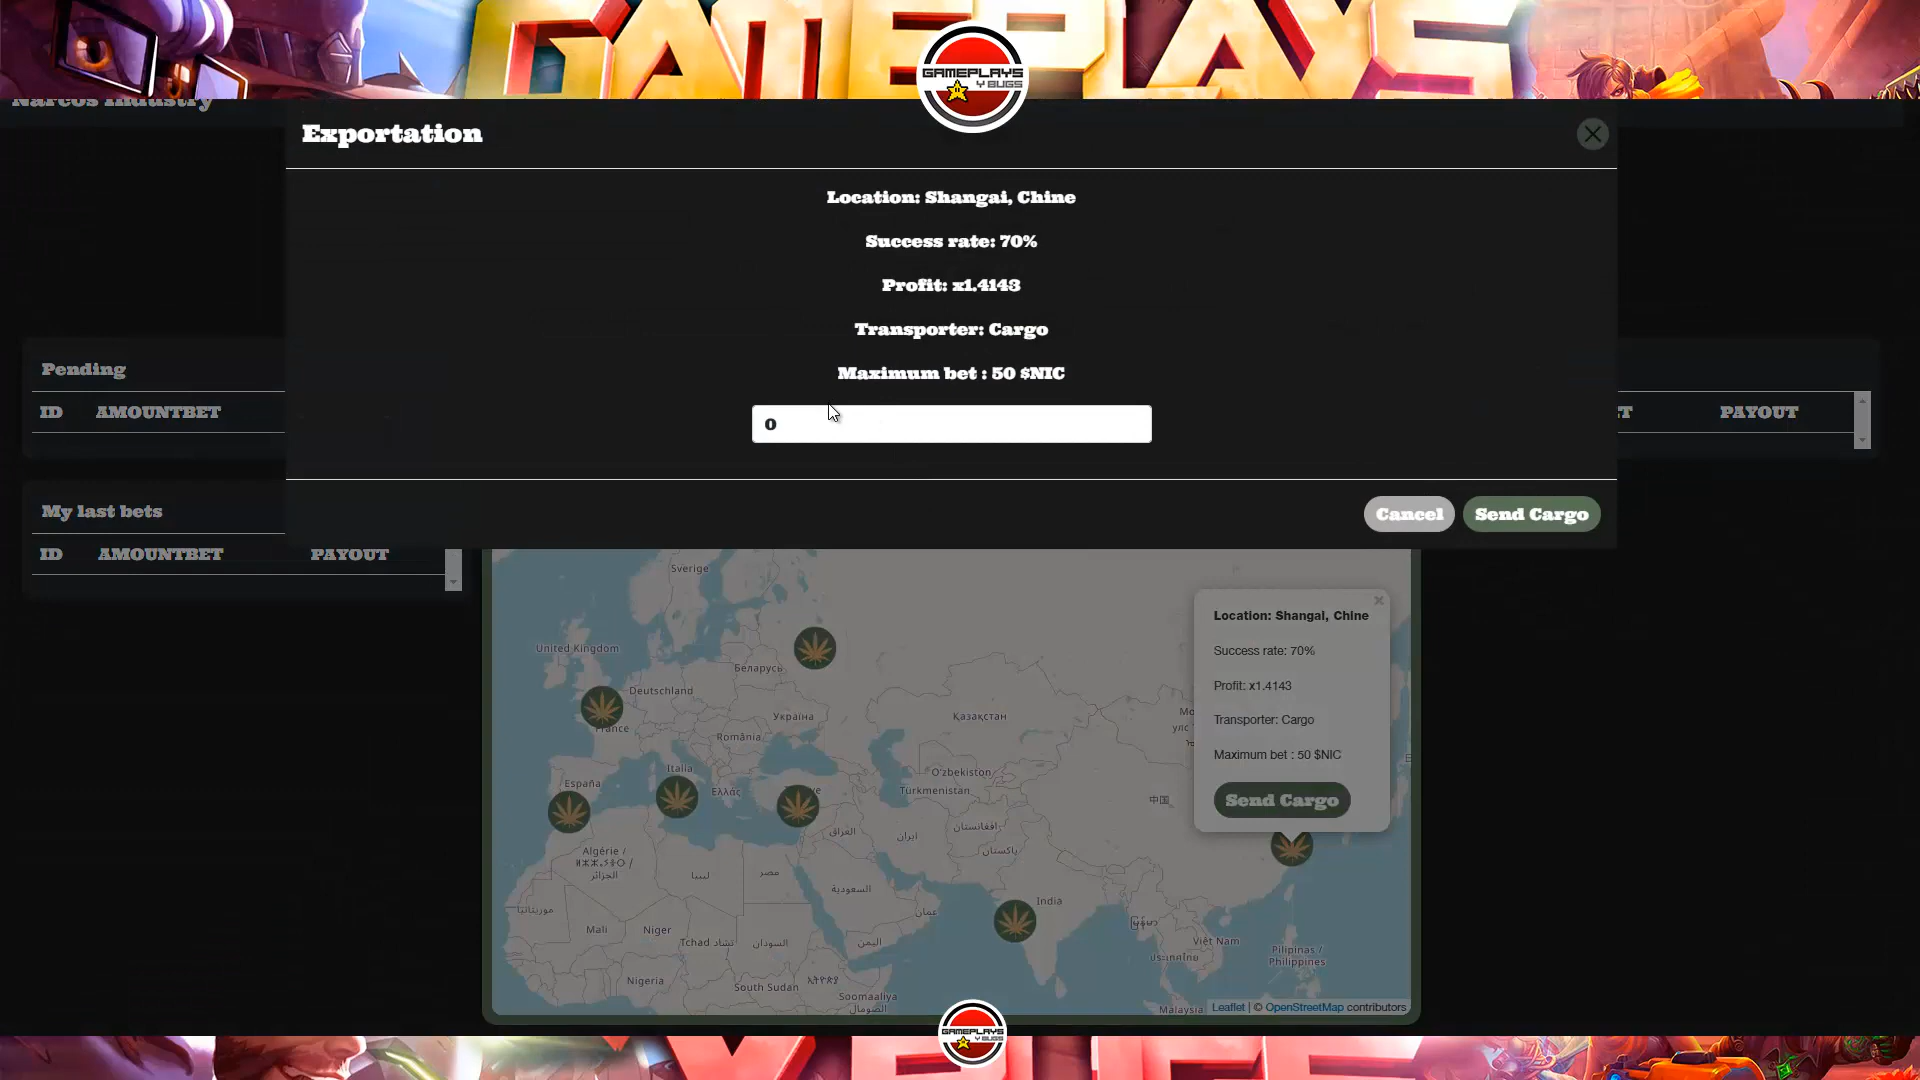 GAMEPLAYS
GAMEPLAYS
Y BUGS
Narcos Industry
Exportation
Location: Shangai, Chine
Success rate: 70%
Profit: x1.4143
Transporter: Cargo
Maximum bet : 50 $NIC
0
Cancel
Send Cargo
Pending
ID AMOUNTBET
PAYOUT
My last bets
ID AMOUNTBET PAYOUT
Sverige
United Kingdom
Беларусь
Deutschland
Україна
France
România
Қазақстан
Italia
España
Ελλάς
O'zbekiston
Türkmenistan
中国
العراق
ایران
افغانستان
پاکستان
Algérie /
ⵍⵣⵣⴰⵢⴻⵔ /
الجزائر
ليبيا
مصر
السعودية
عمان
India
موريتانيا
Mali
Niger
Tchad تشاد
السودان
اليمن
Việt Nam
ประเทศไทย
Pilipinas /
Philippines
Nigeria
South Sudan
Soomaaliya
الصومال
Malaysia
Location: Shangai, Chine
Success rate: 70%
Profit: x1.4143
Transporter: Cargo
Maximum bet : 50 $NIC
Send Cargo
Leaflet | © OpenStreetMap contributors
GAMEPLAYS
Y BUGS